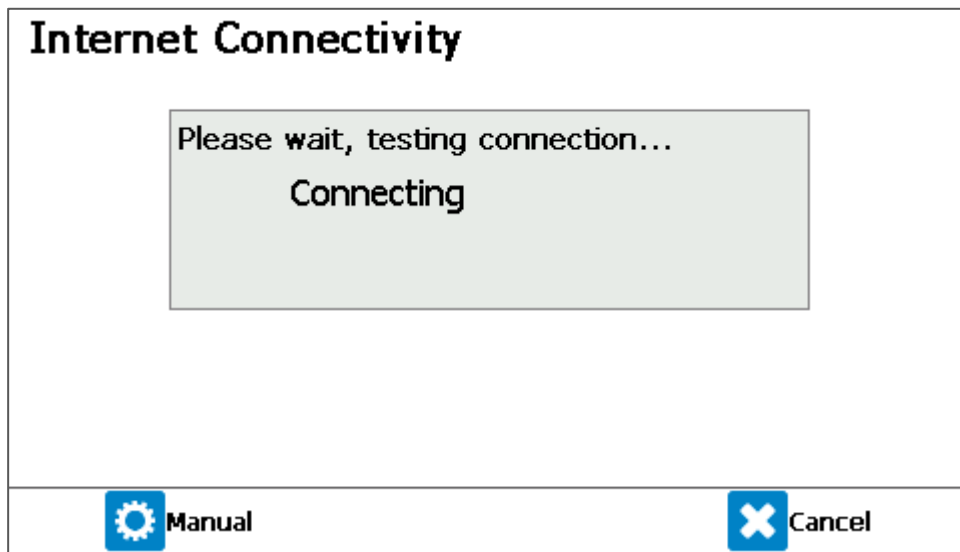 Internet Connectivity
Please wait, testing connection...
Connecting
Manual
Cancel